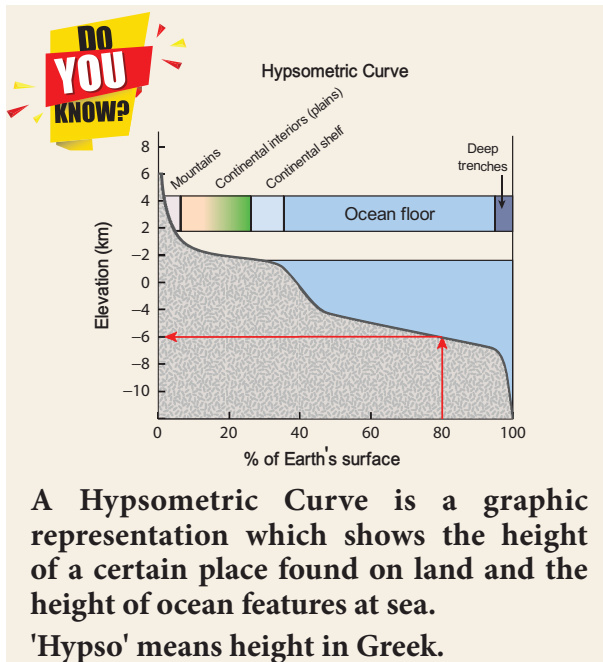 DO
YOU
KNOW?
Hypsometric Curve
Mountains
Continental interiors (plains)
Continental shelf
Deep
trenches
Ocean floor
Elevation (km)
8
6
4
2
−2
0
−4
−6
−8
−10
0 20 40 60 80 100
% of Earth's surface
A Hypsometric Curve is a graphic
representation which shows the height
of a certain place found on land and the
height of ocean features at sea.
'Hypso' means height in Greek.